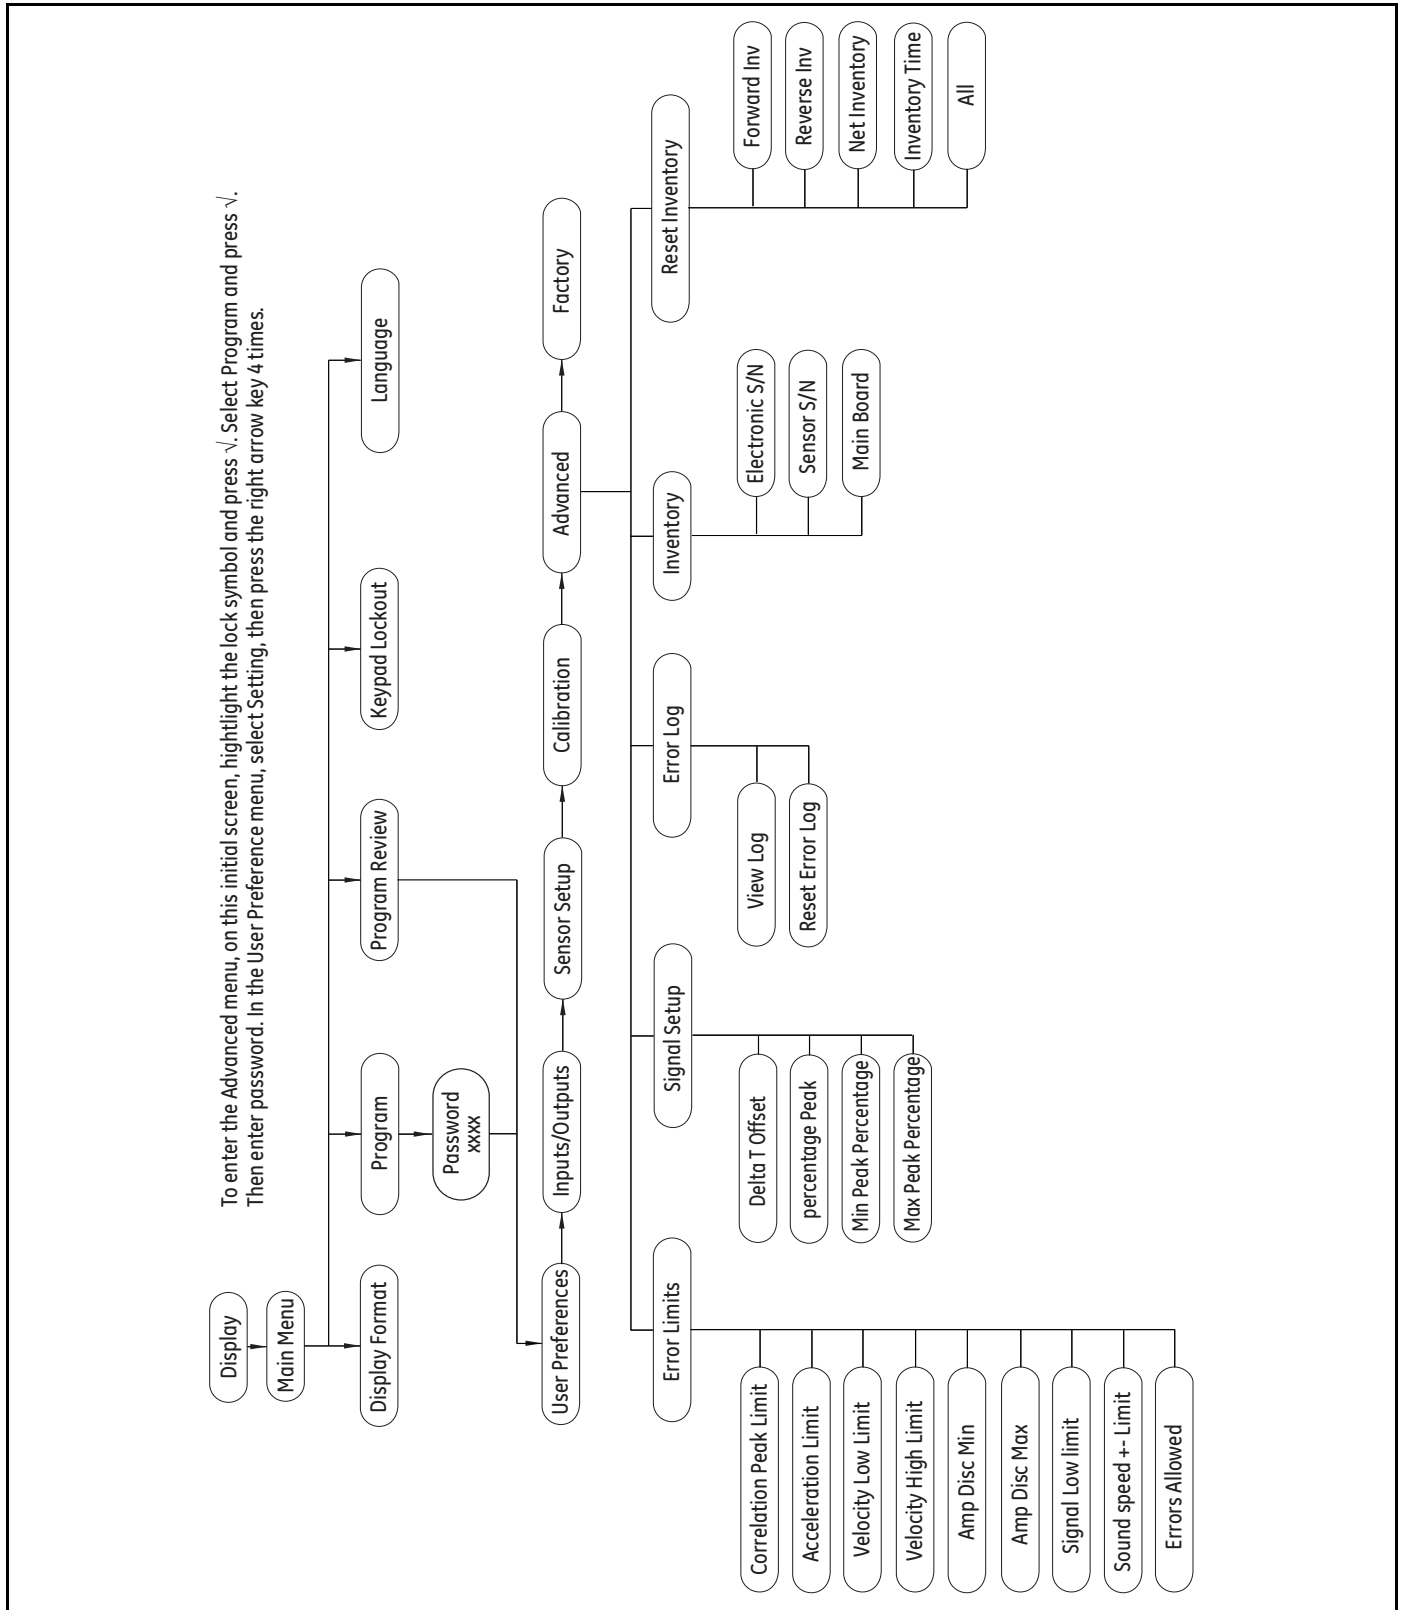 To enter the Advanced menu, on this initial screen, hightlight the lock symbol and press √. Select Program and press √.
Then enter password. In the User Preference menu, select Setting, then press the right arrow key 4 times.
Display
Main Menu
Display Format
Program
Program Review
Keypad Lockout
Language
Password
xxxx
User Preferences
Inputs/Outputs
Sensor Setup
Calibration
Advanced
Factory
Error Limits
Signal Setup
Error Log
Inventory
Reset Inventory
Correlation Peak Limit
Acceleration Limit
Velocity Low Limit
Velocity High Limit
Amp Disc Min
Amp Disc Max
Signal Low limit
Sound speed +- Limit
Errors Allowed
Delta T Offset
percentage Peak
Min Peak Percentage
Max Peak Percentage
View Log
Reset Error Log
Electronic S/N
Sensor S/N
Main Board
Forward Inv
Reverse Inv
Net Inventory
Inventory Time
All